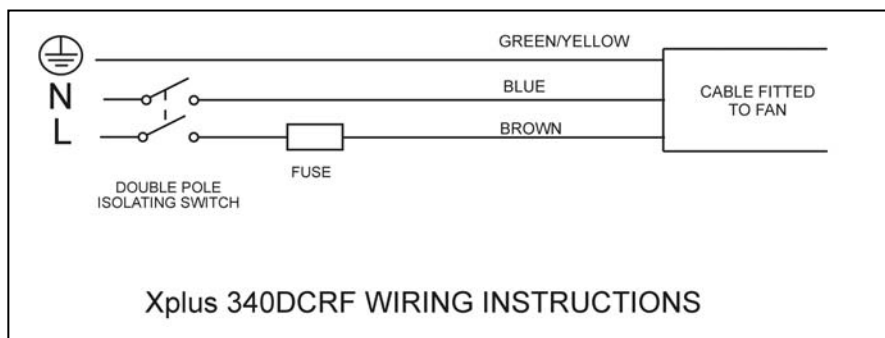 GREEN/YELLOW
N
BLUE
CABLE FITTED
TO FAN
L
BROWN
FUSE
DOUBLE POLE
ISOLATING SWITCH
Xplus 340DCRF WIRING INSTRUCTIONS